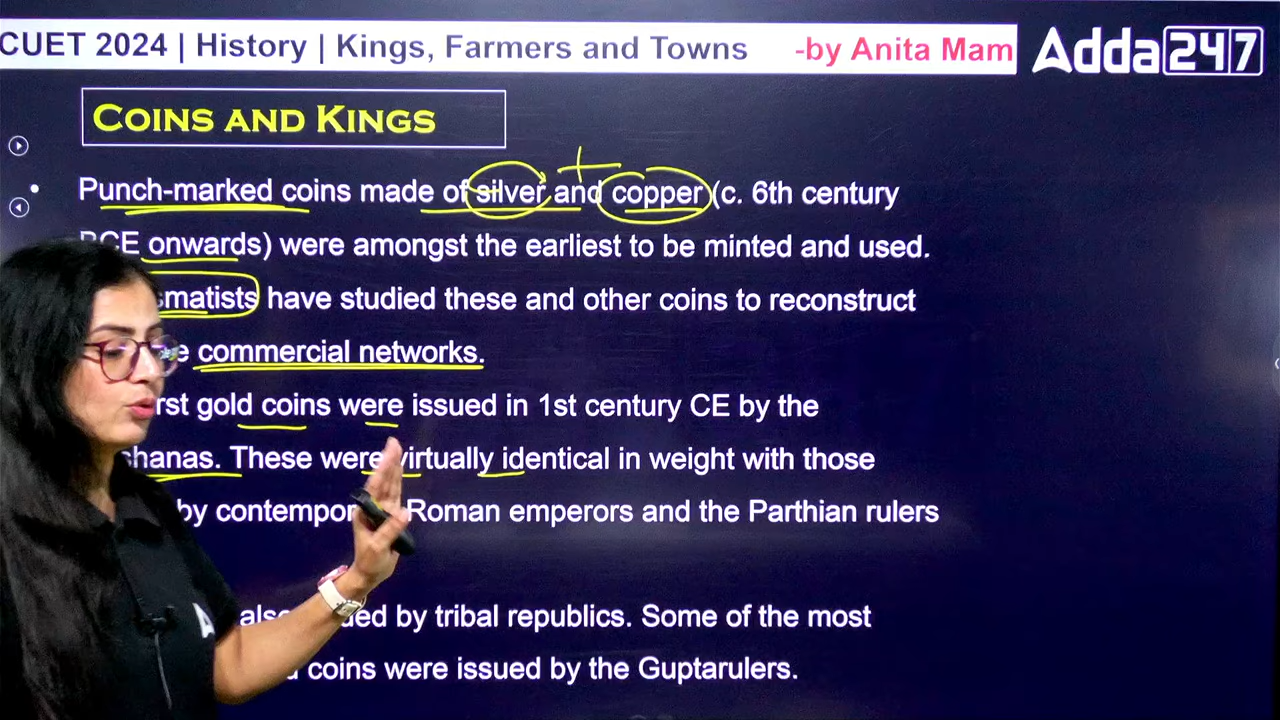 CUET 2024 | History | Kings, Farmers and Towns -by Anita Mam Adda247
COINS AND KINGS
• Punch-marked coins made of silver and copper (c. 6th century
BCE onwards) were amongst the earliest to be minted and used.
have studied these and other coins to reconstruct
commercial networks.
gold coins were issued in 1st century CE by the
These were virtually identical in weight with those
by contemporary Roman emperors and the Parthian rulers
also by tribal republics. Some of the most
coins were issued by the Guptarulers.